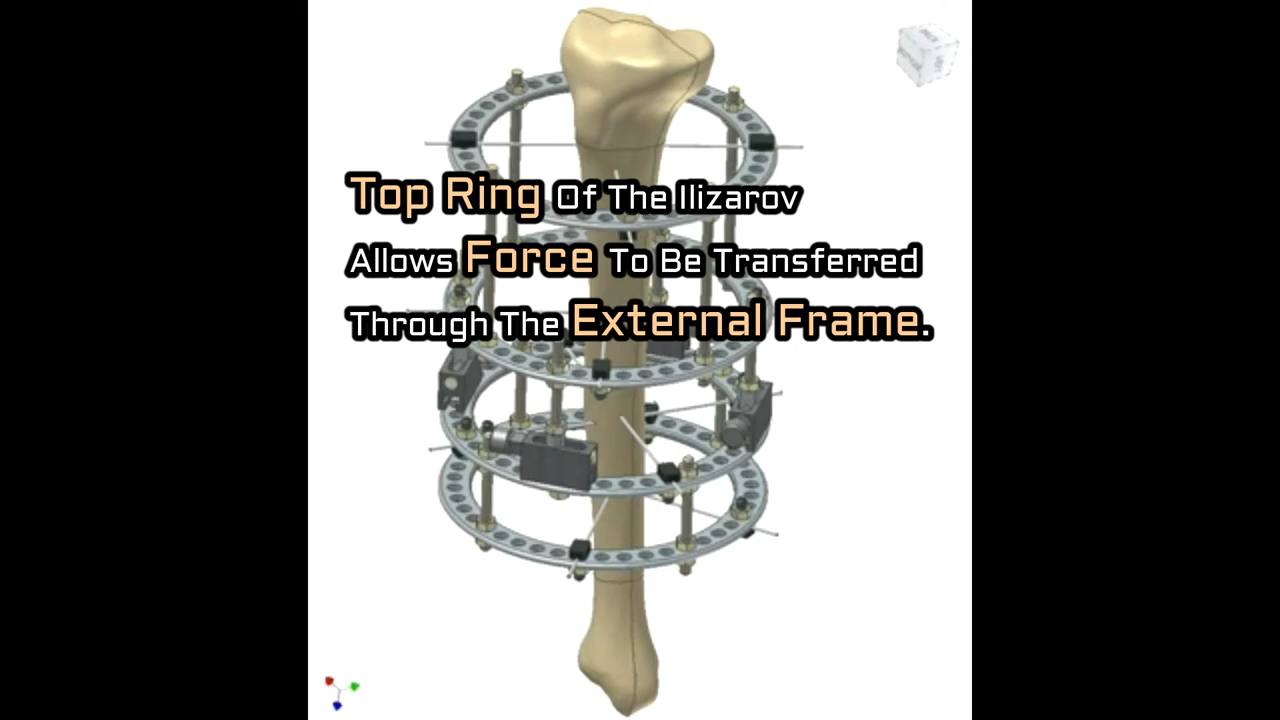 Top Ring Of The Ilizarov
Allows Force To Be Transferred
Through The External Frame.